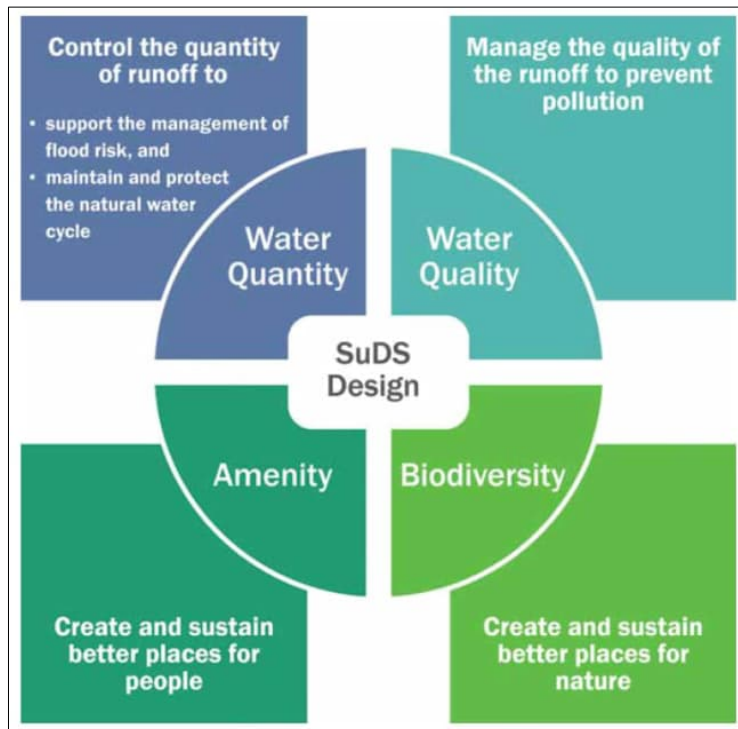 Control the quantity
of runoff to
• support the management of
flood risk, and
• maintain and protect
the natural water
cycle
Manage the quality of
the runoff to prevent
pollution
Water
Quantity
Water
Quality
SuDS
Design
Amenity
Biodiversity
Create and sustain
better places for
people
Create and sustain
better places for
nature